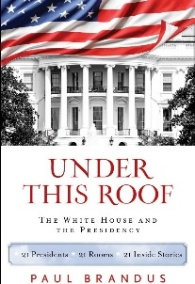 UNDER
THIS ROOF
THE WHITE HOUSE AND
THE PRESIDENCY
21 Presidents • 21 Rooms • 21 Inside Stories
PAUL BRANDUS